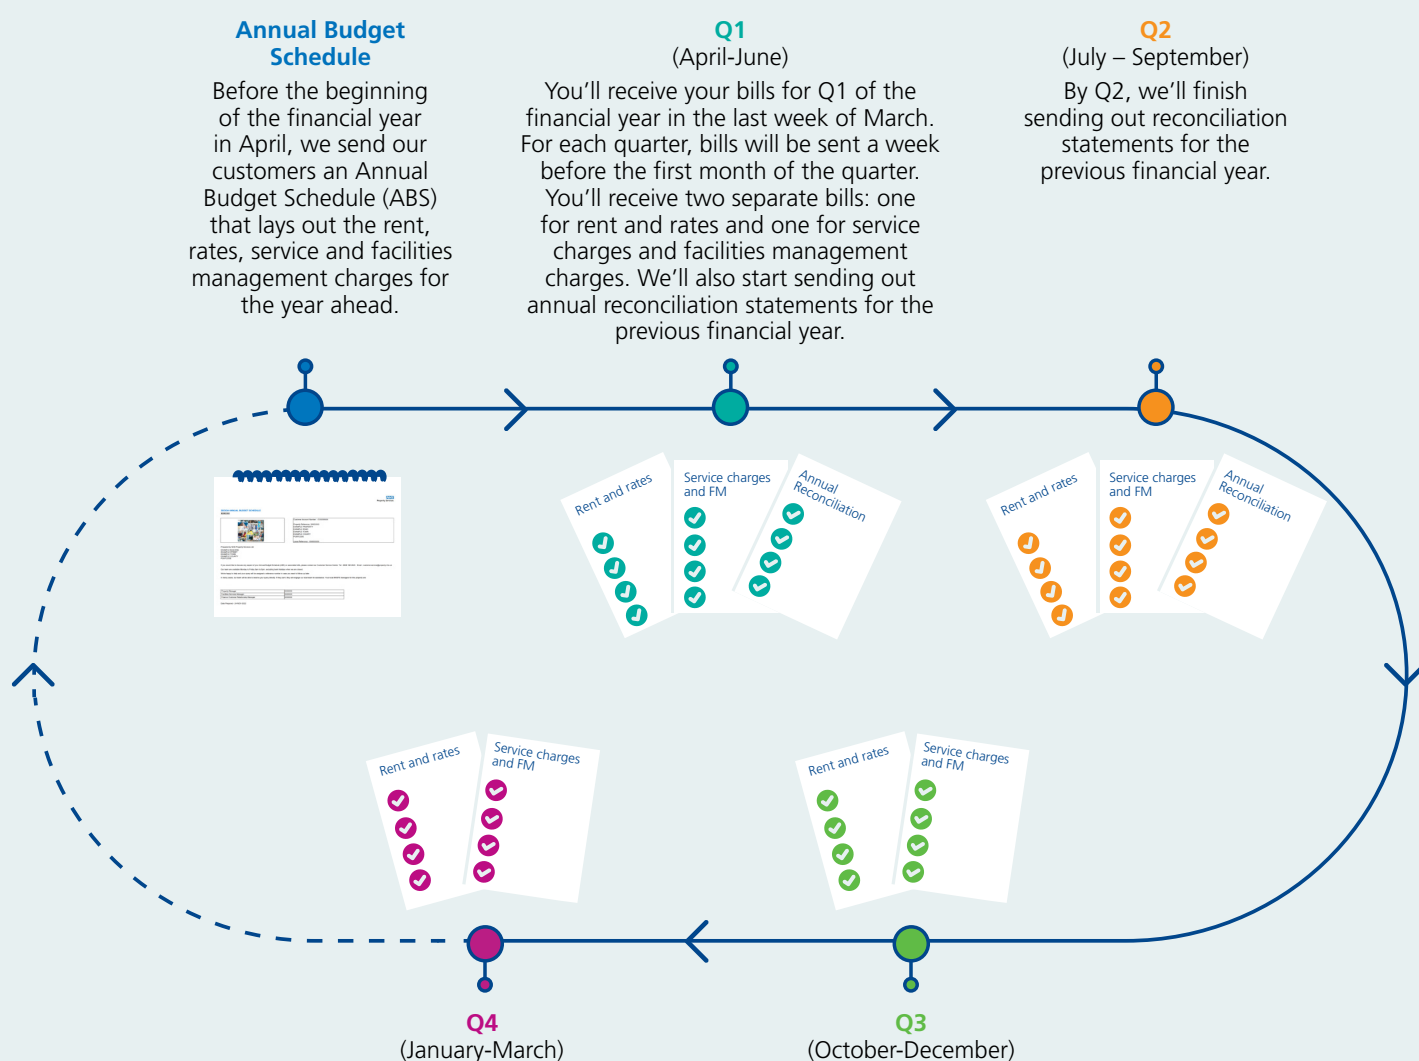 Annual Budget
Schedule
Before the beginning
of the financial year
in April, we send our
customers an Annual
Budget Schedule (ABS)
that lays out the rent,
rates, service and facilities
management charges for
the year ahead.
Q1
(April-June)
You’ll receive your bills for Q1 of the
financial year in the last week of March.
For each quarter, bills will be sent a week
before the first month of the quarter.
You’ll receive two separate bills: one
for rent and rates and one for service
charges and facilities management
charges. We’ll also start sending out
annual reconciliation statements for the
previous financial year.
Q2
(July – September)
By Q2, we’ll finish
sending out reconciliation
statements for the
previous financial year.
Rent and rates
Service charges
and FM
Annual
Reconciliation
Rent and rates
Service charges
and FM
Annual
Reconciliation
Rent and rates
Service charges
and FM
Rent and rates
Service charges
and FM
Q4
(January-March)
Q3
(October-December)